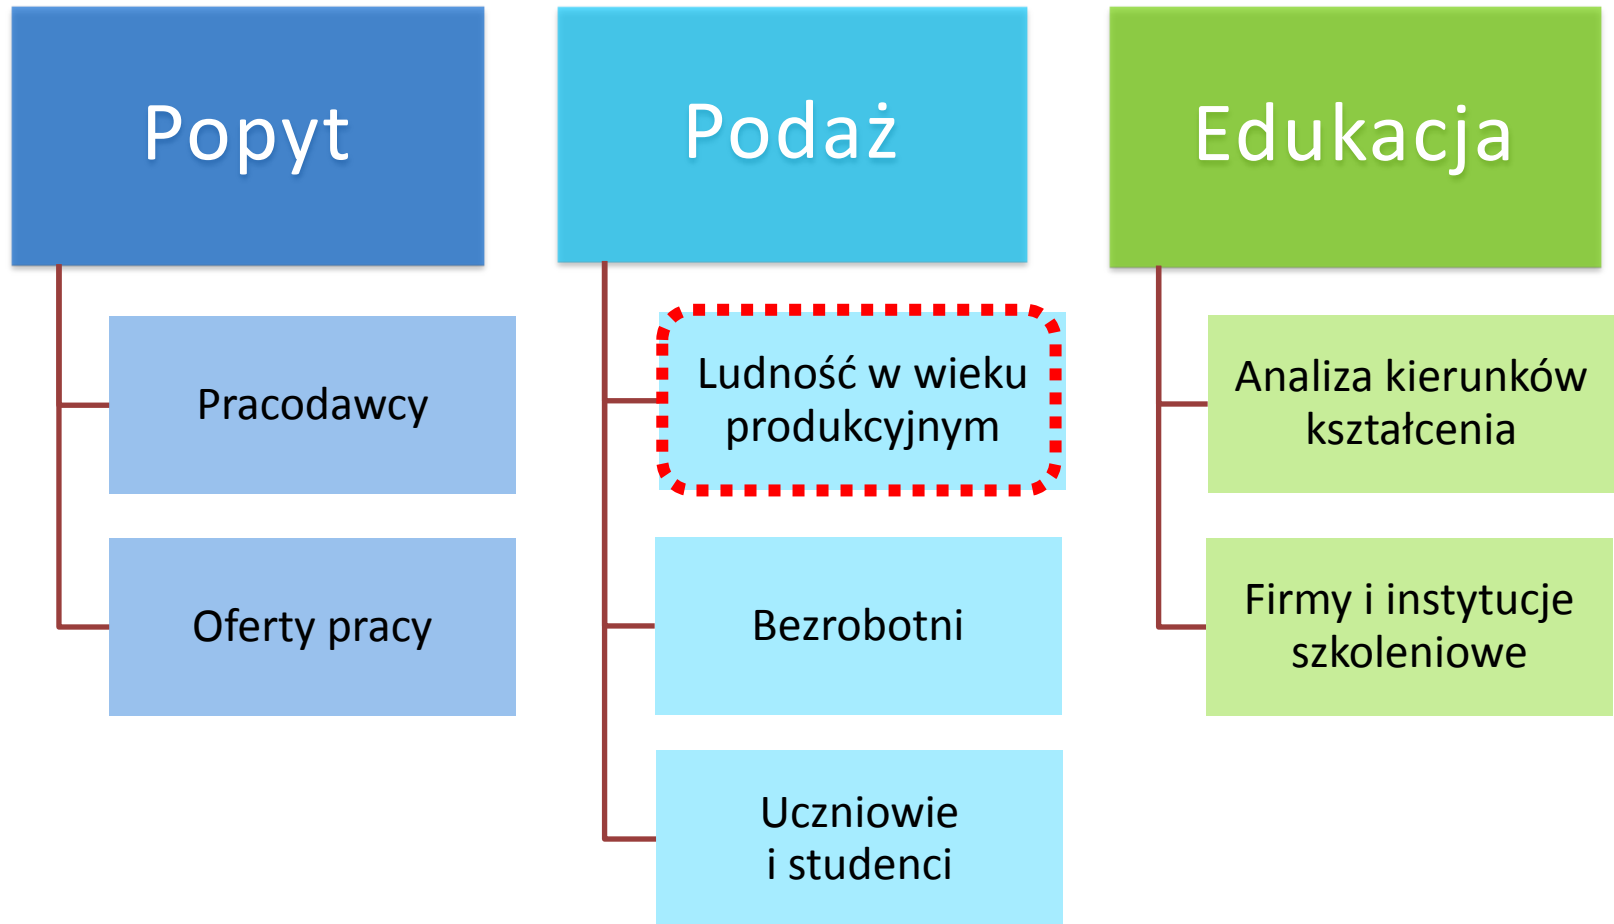 Popyt
Pracodawcy
Oferty pracy
Podaż
Ludność w wieku
produkcyjnym
Bezrobotni
Uczniowie
i studenci
Edukacja
Analiza kierunków
kształcenia
Firmy i instytucje
szkoleniowe